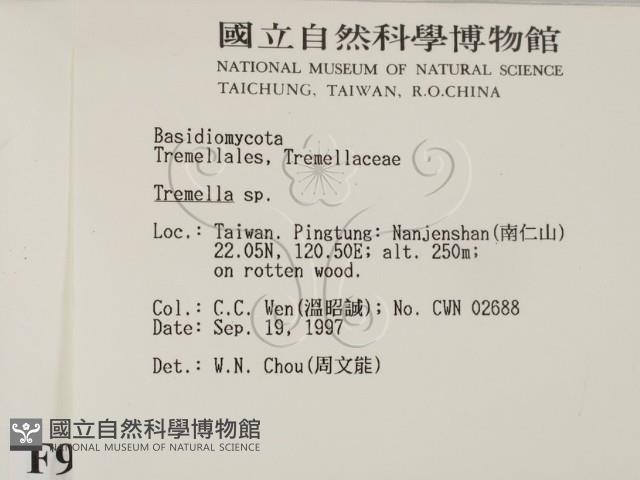 國立自然科學博物館
NATIONAL MUSEUM OF NATURAL SCIENCE
TAICHUNG, TAIWAN, R.O.CHINA
Basidiomycota
Tremellales, Tremellaceae
Tremella sp.
Loc.: Taiwan. Pingtung: Nanjenshan(南仁山)
22.05N, 120.50E; alt. 250m;
on rotten wood.
Col.: C.C. Wen(溫昭誠); No. CWN 02688
Date: Sep. 19, 1997
Det.: W.N. Chou(周文能)
國立自然科學博物館
NATIONAL MUSEUM OF NATURAL SCIENCE
F9